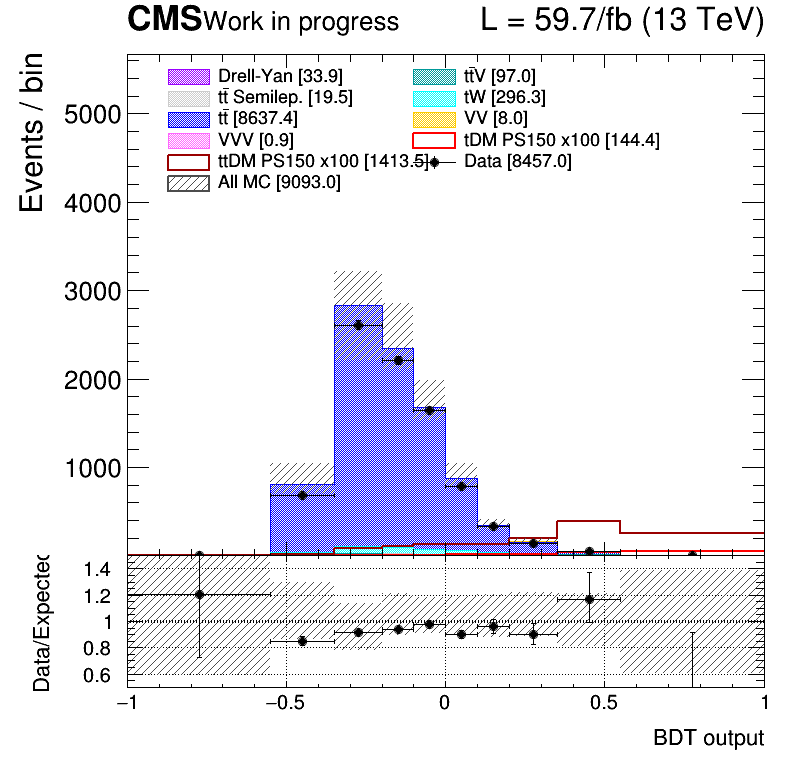 CMS Work in progress L = 59.7/fb (13 TeV)
Drell-Yan [33.9] tt̄V [97.0]
tt̄ Semilep. [19.5] tW [296.3]
tt̄ [8637.4] VV [8.0]
VVV [0.9] tDM PS150 x100 [144.4]
ttDM PS150 x100 [1413.5] Data [8457.0]
All MC [9093.0]
Events / bin
5000
4000
3000
2000
1000
Data/Expected
1.4
1.2
1
0.8
0.6
−1 −0.5 0 0.5 1
BDT output